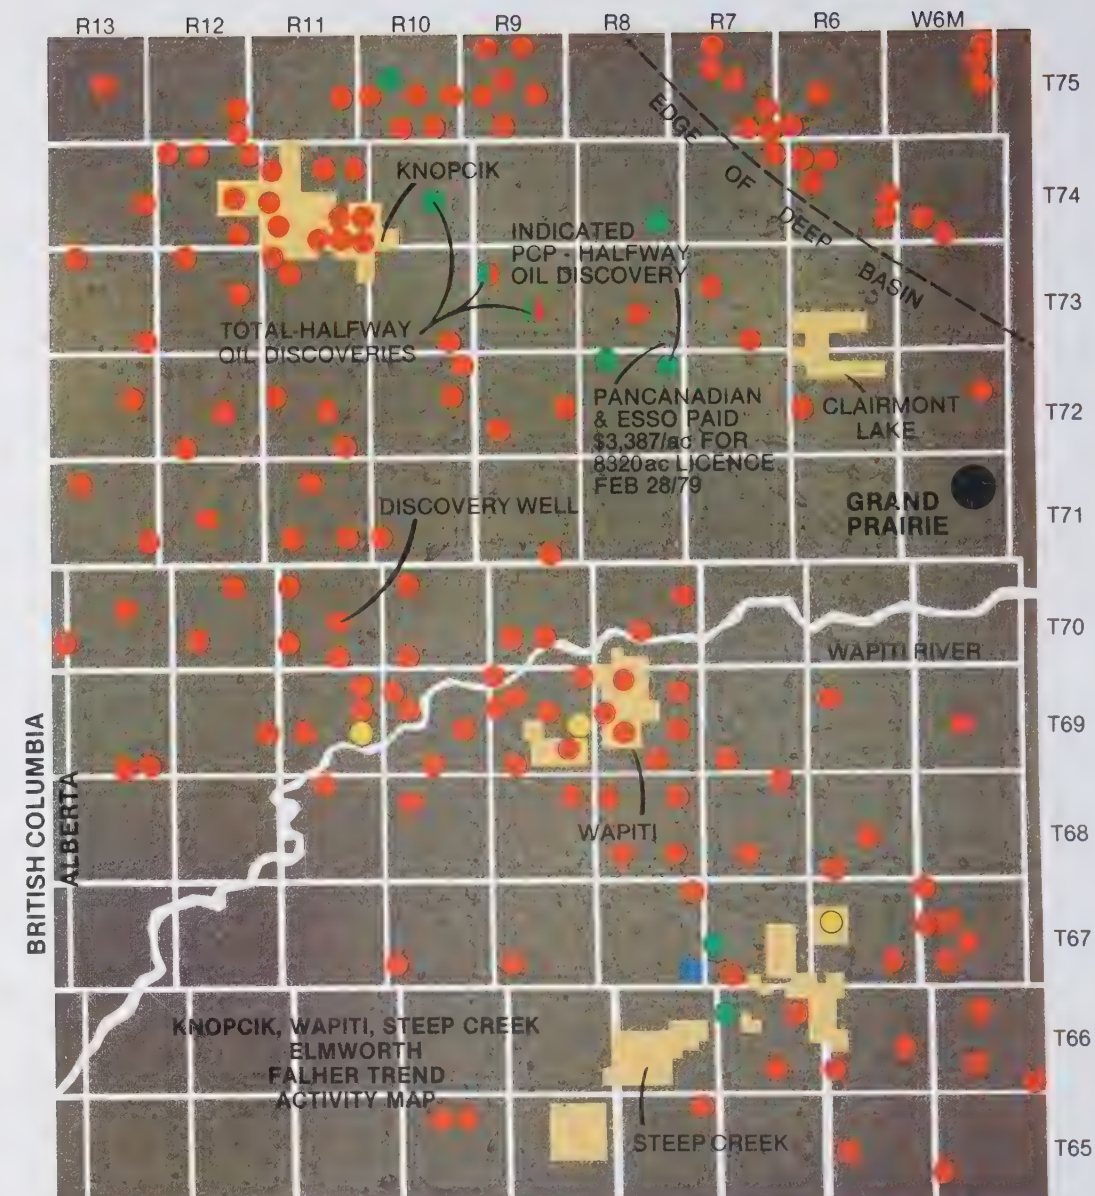 R13 R12 R11 R10 R9 R8 R7 R6 W6M
T75
EDGE OF DEEP BASIN
KNOPCIK
T74
INDICATED
PCP - HALFWAY
OIL DISCOVERY
T73
TOTAL-HALFWAY
OIL DISCOVERIES
PANCANADIAN
& ESSO PAID
$3,387/ac FOR
8320ac LICENCE
FEB 28/79
CLAIRMONT
LAKE
T72
DISCOVERY WELL
GRAND
PRAIRIE
T71
T70
WAPITI RIVER
T69
BRITISH COLUMBIA
ALBERTA
WAPITI
T68
T67
KNOPCIK, WAPITI, STEEP CREEK
ELMWORTH
FALHER TREND
ACTIVITY MAP
T66
STEEP CREEK
T65